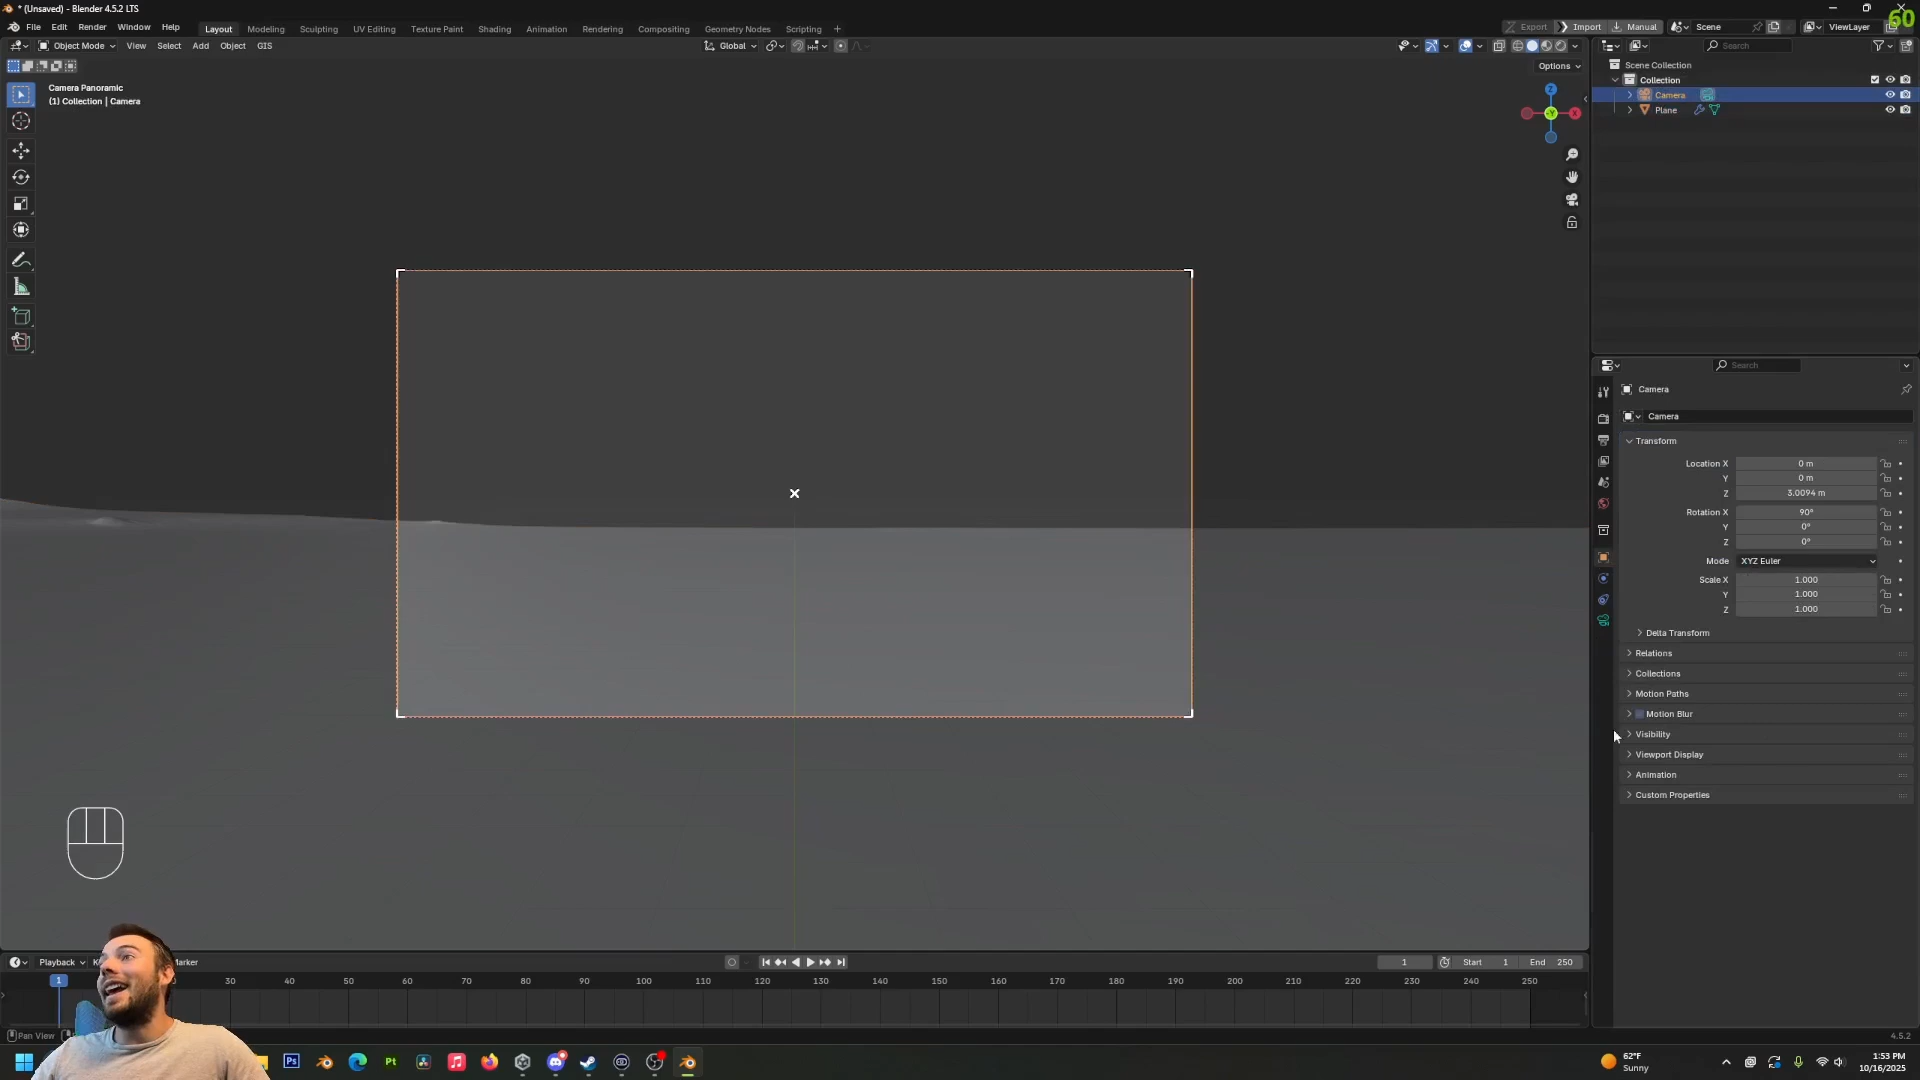 * (Unsaved) - Blender 4.5.2 LTS
60
File Edit Render Window Help Layout Modeling Sculpting UV Editing Texture Paint Shading Animation Rendering Compositing Geometry Nodes Scripting + Export Import Manual Scene ViewLayer
Object Mode View Select Add Object GIS Global Search
Options
Scene Collection
Camera Panoramic
(1) Collection | Camera
Collection
Camera
Plane
Z
Y
X
Search
Camera
Camera
Transform
Location X 0 m
Y 0 m
Z 3.0094 m
Rotation X 90°
Y 0°
Z 0°
Mode XYZ Euler
Scale X 1.000
Y 1.000
Z 1.000
Delta Transform
Relations
Collections
Motion Paths
Motion Blur
Visibility
Viewport Display
Animation
Custom Properties
Playback Marker 1 Start 1 End 250
1 30 40 50 60 70 80 90 100 110 120 130 140 150 160 170 180 190 200 210 220 230 240 250
Pan View 4.5.2
Ps Pt
62°F
Sunny
1:53 PM
10/16/2025